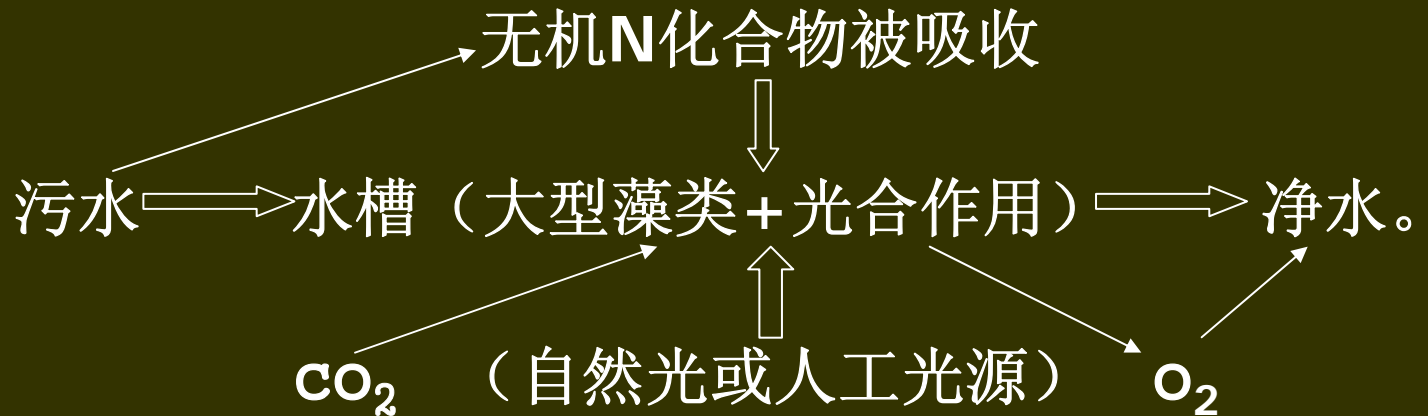 无机N化合物被吸收
污水 水槽（大型藻类+光合作用） 净水。
CO₂ （自然光或人工光源） O₂